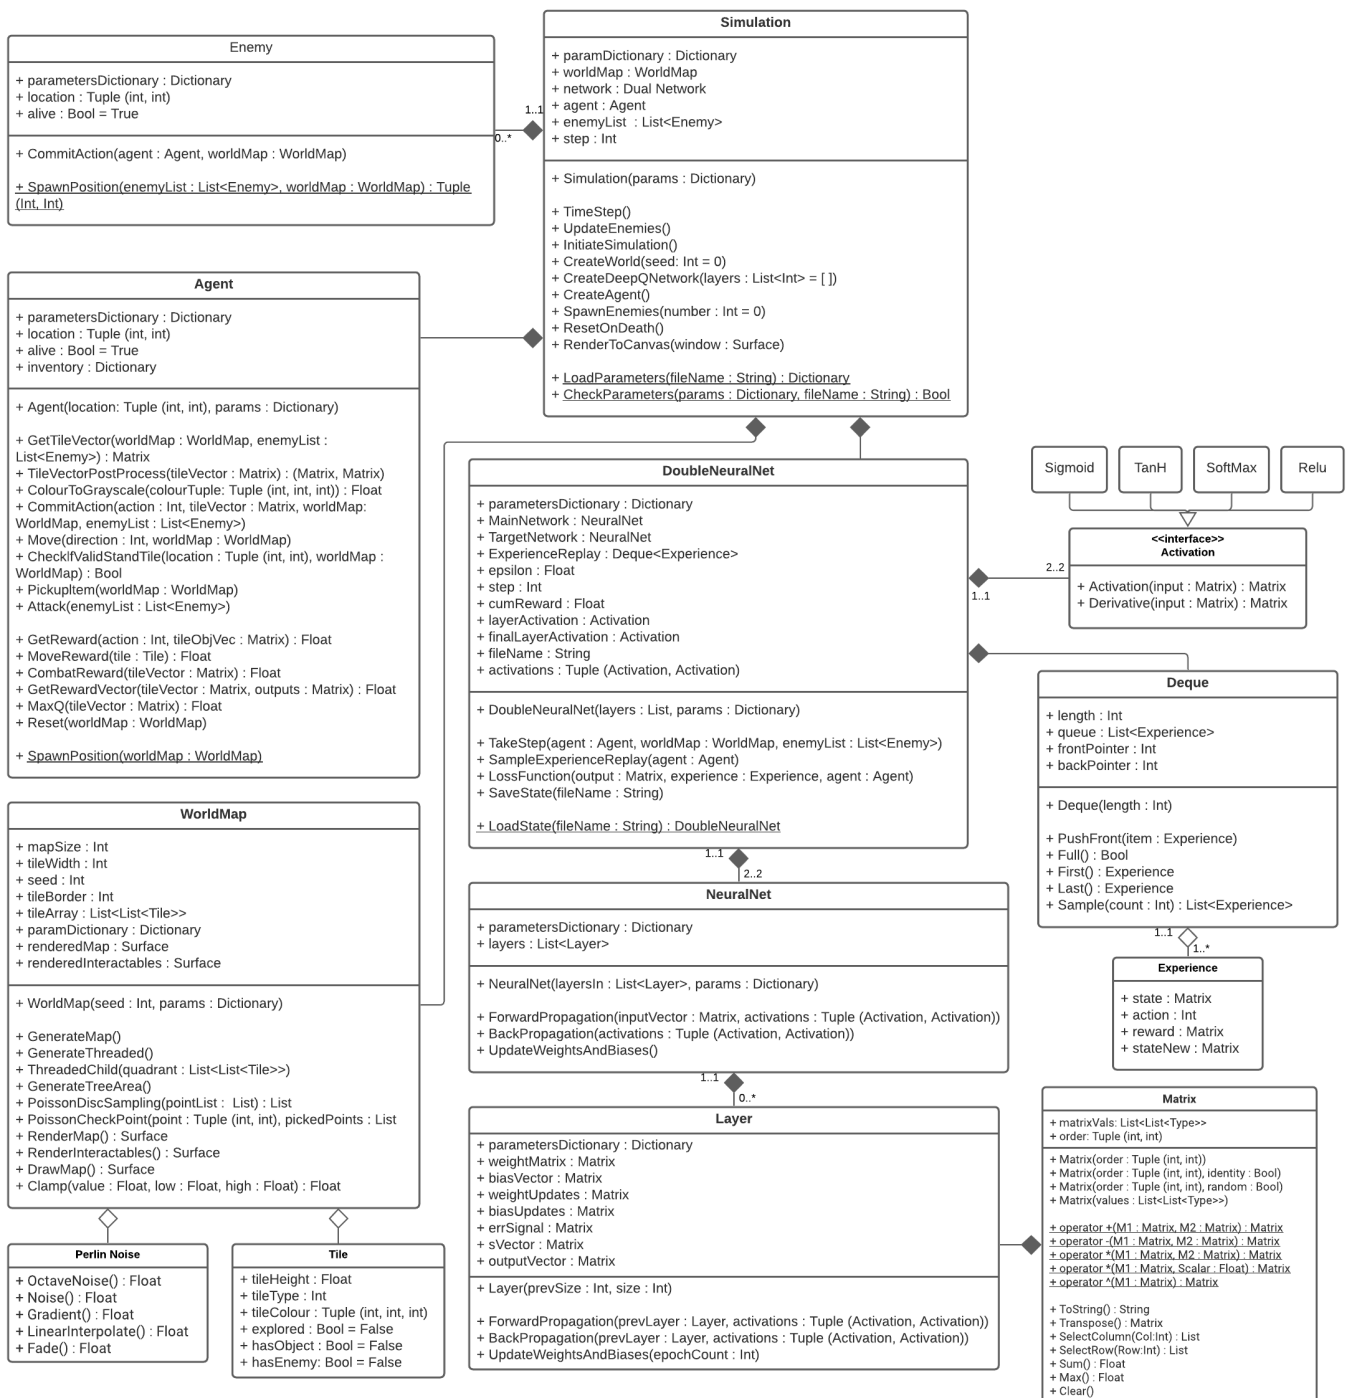 Simulation
+ paramDictionary : Dictionary
+ worldMap : WorldMap
+ network : Dual Network
+ agent : Agent
+ enemyList  : List<Enemy>
+ step : Int
+ Simulation(params : Dictionary)
+ TimeStep()
+ UpdateEnemies()
+ InitiateSimulation()
+ CreateWorld(seed: Int = 0)
+ CreateDeepQNetwork(layers : List<Int> = [ ])
+ CreateAgent()
+ SpawnEnemies(number : Int = 0)
+ ResetOnDeath()
+ RenderToCanvas(window : Surface)
+ LoadParameters(fileName : String) : Dictionary
+ CheckParameters(params : Dictionary, fileName : String) : Bool
Enemy
+ parametersDictionary : Dictionary
+ location : Tuple (int, int)
+ alive : Bool = True
+ CommitAction(agent : Agent, worldMap : WorldMap)
+ SpawnPosition(enemyList : List<Enemy>, worldMap : WorldMap) : Tuple
(Int, Int)
1..1
0..*
Agent
+ parametersDictionary : Dictionary
+ location : Tuple (int, int)
+ alive : Bool = True
+ inventory : Dictionary
+ Agent(location: Tuple (int, int), params : Dictionary)
+ GetTileVector(worldMap : WorldMap, enemyList :
List<Enemy>) : Matrix
+ TileVectorPostProcess(tileVector : Matrix) : (Matrix, Matrix)
+ ColourToGrayscale(colourTuple: Tuple (int, int, int)) : Float
+ CommitAction(action : Int, tileVector : Matrix, worldMap:
WorldMap, enemyList : List<Enemy>)
+ Move(direction : Int, worldMap : WorldMap)
+ CheckIfValidStandTile(location : Tuple (int, int), worldMap :
WorldMap) : Bool
+ PickupItem(worldMap : WorldMap)
+ Attack(enemyList : List<Enemy>)
+ GetReward(action : Int, tileObjVec : Matrix) : Float
+ MoveReward(tile : Tile) : Float
+ CombatReward(tileVector : Matrix) : Float
+ GetRewardVector(tileVector : Matrix, outputs : Matrix) : Float
+ MaxQ(tileVector : Matrix) : Float
+ Reset(worldMap : WorldMap)
+ SpawnPosition(worldMap : WorldMap)
DoubleNeuralNet
+ parametersDictionary : Dictionary
+ MainNetwork : NeuralNet
+ TargetNetwork : NeuralNet
+ ExperienceReplay : Deque<Experience>
+ epsilon : Float
+ step : Int
+ cumReward : Float
+ layerActivation : Activation
+ finalLayerActivation : Activation
+ fileName : String
+ activations : Tuple (Activation, Activation)
+ DoubleNeuralNet(layers : List, params : Dictionary)
+ TakeStep(agent : Agent, worldMap : WorldMap, enemyList : List<Enemy>)
+ SampleExperienceReplay(agent : Agent)
+ LossFunction(output : Matrix, experience : Experience, agent : Agent)
+ SaveState(fileName : String)
+ LoadState(fileName : String) : DoubleNeuralNet
Sigmoid
TanH
SoftMax
Relu
<<interface>>
Activation
+ Activation(input : Matrix) : Matrix
+ Derivative(input : Matrix) : Matrix
2..2
1..1
Deque
+ length : Int
+ queue : List<Experience>
+ frontPointer : Int
+ backPointer : Int
+ Deque(length : Int)
+ PushFront(item : Experience)
+ Full() : Bool
+ First() : Experience
+ Last() : Experience
+ Sample(count : Int) : List<Experience>
1..1
1..*
Experience
+ state : Matrix
+ action : Int
+ reward : Matrix
+ stateNew : Matrix
WorldMap
+ mapSize : Int
+ tileWidth : Int
+ seed : Int
+ tileBorder : Int
+ tileArray : List<List<Tile>>
+ paramDictionary : Dictionary
+ renderedMap : Surface
+ renderedInteractables : Surface
+ WorldMap(seed : Int, params : Dictionary)
+ GenerateMap()
+ GenerateThreaded()
+ ThreadedChild(quadrant : List<List<Tile>>)
+ GenerateTreeArea()
+ PoissonDiscSampling(pointList :  List) : List
+ PoissonCheckPoint(point : Tuple (int, int), pickedPoints : List
+ RenderMap() : Surface
+ RenderInteractables() : Surface
+ DrawMap() : Surface
+ Clamp(value : Float, low : Float, high : Float) : Float
Perlin Noise
+ OctaveNoise() : Float
+ Noise() : Float
+ Gradient() : Float
+ LinearInterpolate() : Float
+ Fade() : Float
Tile
+ tileHeight : Float
+ tileType : Int
+ tileColour : Tuple (int, int, int)
+ explored : Bool = False
+ hasObject : Bool = False
+ hasEnemy: Bool = False
1..1
2..2
NeuralNet
+ parametersDictionary : Dictionary
+ layers : List<Layer>
+ NeuralNet(layersIn : List<Layer>, params : Dictionary)
+ ForwardPropagation(inputVector : Matrix, activations : Tuple (Activation, Activation))
+ BackPropagation(activations : Tuple (Activation, Activation))
+ UpdateWeightsAndBiases()
1..1
0..*
Layer
+ parametersDictionary : Dictionary
+ weightMatrix : Matrix
+ biasVector : Matrix
+ weightUpdates : Matrix
+ biasUpdates : Matrix
+ errSignal : Matrix
+ sVector : Matrix
+ outputVector : Matrix
+ Layer(prevSize : Int, size : Int)
+ ForwardPropagation(prevLayer : Layer, activations : Tuple (Activation, Activation))
+ BackPropagation(prevLayer : Layer, activations : Tuple (Activation, Activation))
+ UpdateWeightsAndBiases(epochCount : Int)
Matrix
+ matrixVals: List<List<Type>>
+ order: Tuple (int, int)
+ Matrix(order : Tuple (int, int))
+ Matrix(order : Tuple (int, int), identity : Bool)
+ Matrix(order : Tuple (int, int), random : Bool)
+ Matrix(values : List<List<Type>>)
+ operator +(M1 : Matrix, M2 : Matrix) : Matrix
+ operator -(M1 : Matrix, M2 : Matrix) : Matrix
+ operator *(M1 : Matrix, M2 : Matrix) : Matrix
+ operator *(M1 : Matrix, Scalar : Float) : Matrix
+ operator ^(M1 : Matrix) : Matrix
+ ToString() : String
+ Transpose() : Matrix
+ SelectColumn(Col:Int) : List
+ SelectRow(Row:Int) : List
+ Sum() : Float
+ Max() : Float
+ Clear()